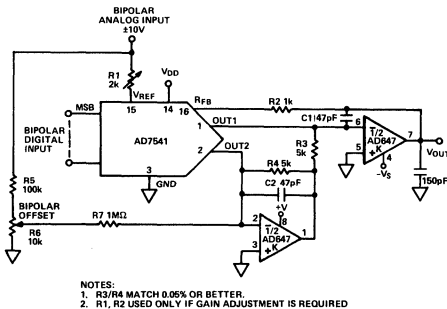 BIPOLAR
ANALOG INPUT
±10V
R1
2k
VDD
VREF
15
14
16
RFB
R2 1k
C1 47pF
MSB
BIPOLAR
DIGITAL
INPUT
AD7541
1
OUT1
2
OUT2
3
GND
R3
5k
R4 5k
C2 47pF
6
5
1/2
AD647
K
7
4
-VS
VOUT
150pF
R5
100k
BIPOLAR
OFFSET
R6
10k
R7 1MΩ
+V
8
2
3
1/2
AD647
K
1
NOTES:
1. R3/R4 MATCH 0.05% OR BETTER.
2. R1, R2 USED ONLY IF GAIN ADJUSTMENT IS REQUIRED